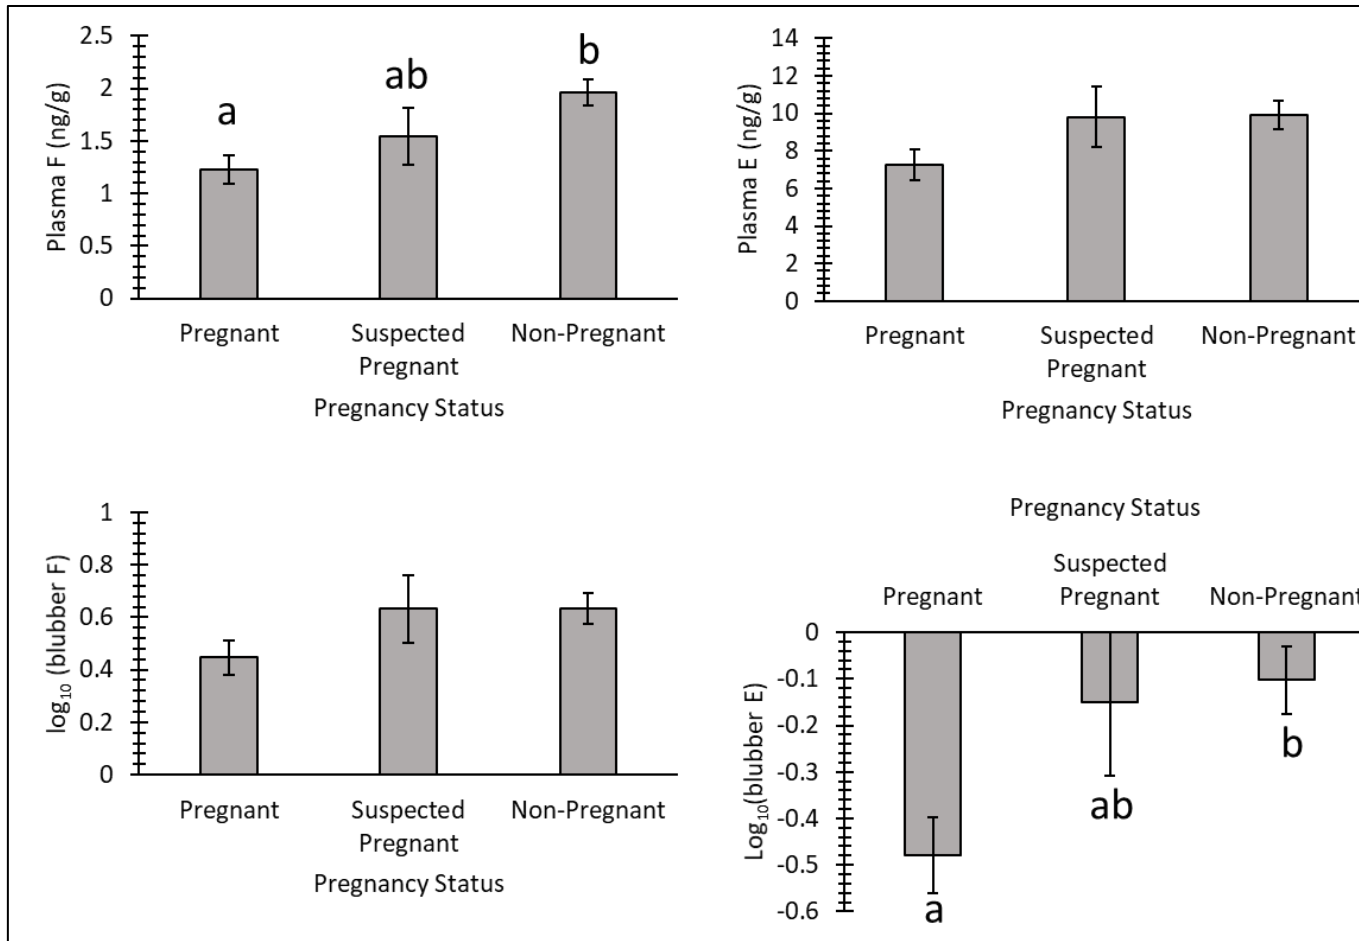 Plasma F (ng/g)
2.5
2
1.5
1
0.5
0
a
ab
b
Pregnant
Suspected
Pregnant
Non-Pregnant
Pregnancy Status
Plasma E (ng/g)
14
12
10
8
6
4
2
0
Pregnant
Suspected
Pregnant
Non-Pregnant
Pregnancy Status
log₁₀ (blubber F)
1
0.8
0.6
0.4
0.2
0
Pregnant
Suspected
Pregnant
Non-Pregnant
Pregnancy Status
Pregnancy Status
Pregnant
Suspected
Pregnant
Non-Pregnant
Log₁₀(blubber E)
0
-0.1
-0.2
-0.3
-0.4
-0.5
-0.6
a
ab
b